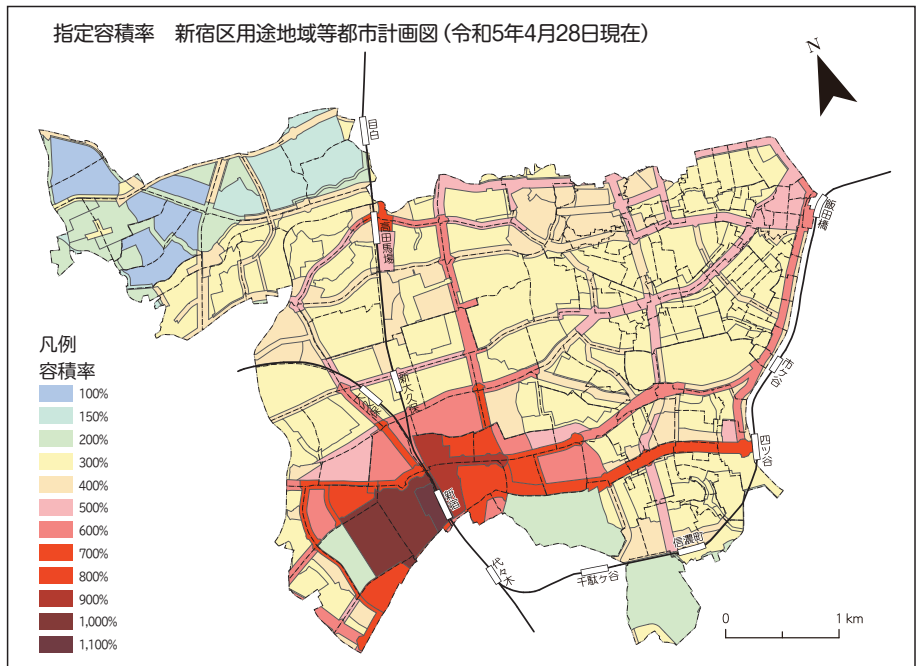 指定容積率　新宿区用途地域等都市計画図（令和5年4月28日現在）
N
目白
飯田橋
高田馬場
市ケ谷
新大久保
大久保
四ツ谷
新宿
信濃町
代々木
千駄ケ谷
凡例
容積率
100%
150%
200%
300%
400%
500%
600%
700%
800%
900%
1,000%
1,100%
0 1 km